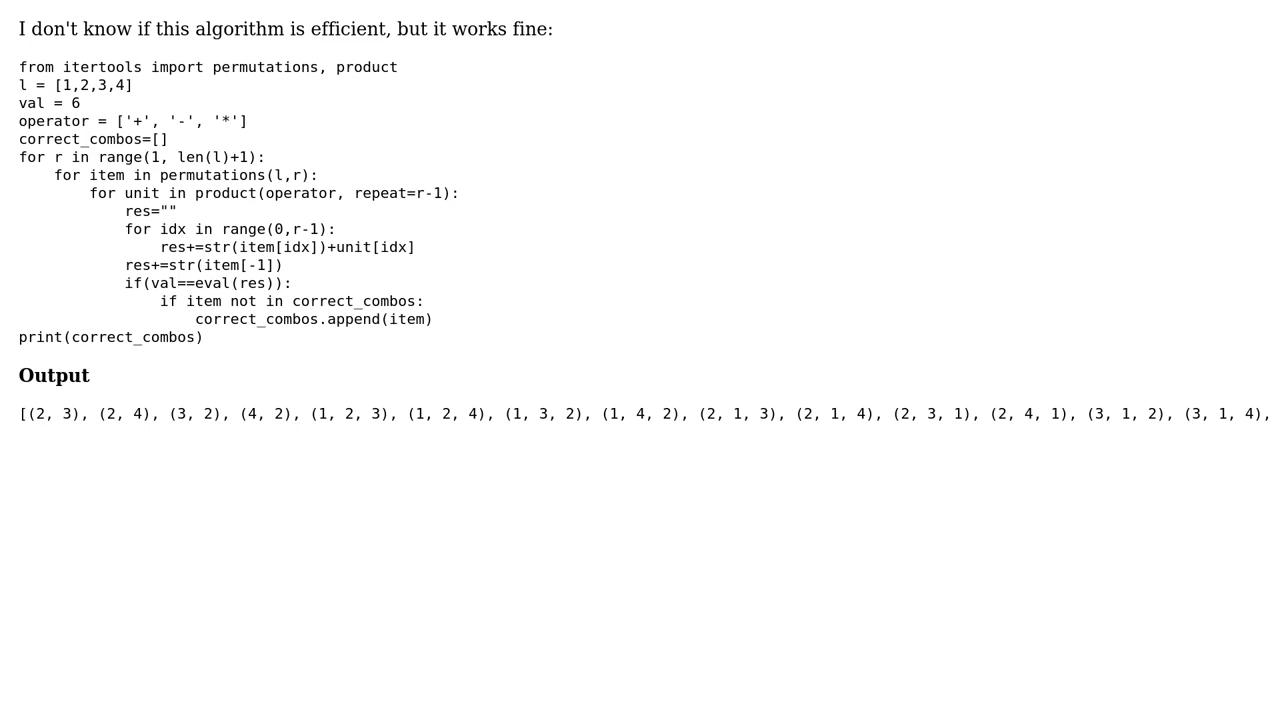 I don't know if this algorithm is efficient, but it works fine:
from itertools import permutations, product
l = [1,2,3,4]
val = 6
operator = ['+', '-', '*']
correct_combos=[]
for r in range(1, len(l)+1):
    for item in permutations(l,r):
        for unit in product(operator, repeat=r-1):
            res=""
            for idx in range(0,r-1):
                res+=str(item[idx])+unit[idx]
            res+=str(item[-1])
            if(val==eval(res)):
                if item not in correct_combos:
                    correct_combos.append(item)
print(correct_combos)
Output
[(2, 3), (2, 4), (3, 2), (4, 2), (1, 2, 3), (1, 2, 4), (1, 3, 2), (1, 4, 2), (2, 1, 3), (2, 1, 4), (2, 3, 1), (2, 4, 1), (3, 1, 2), (3, 1, 4),